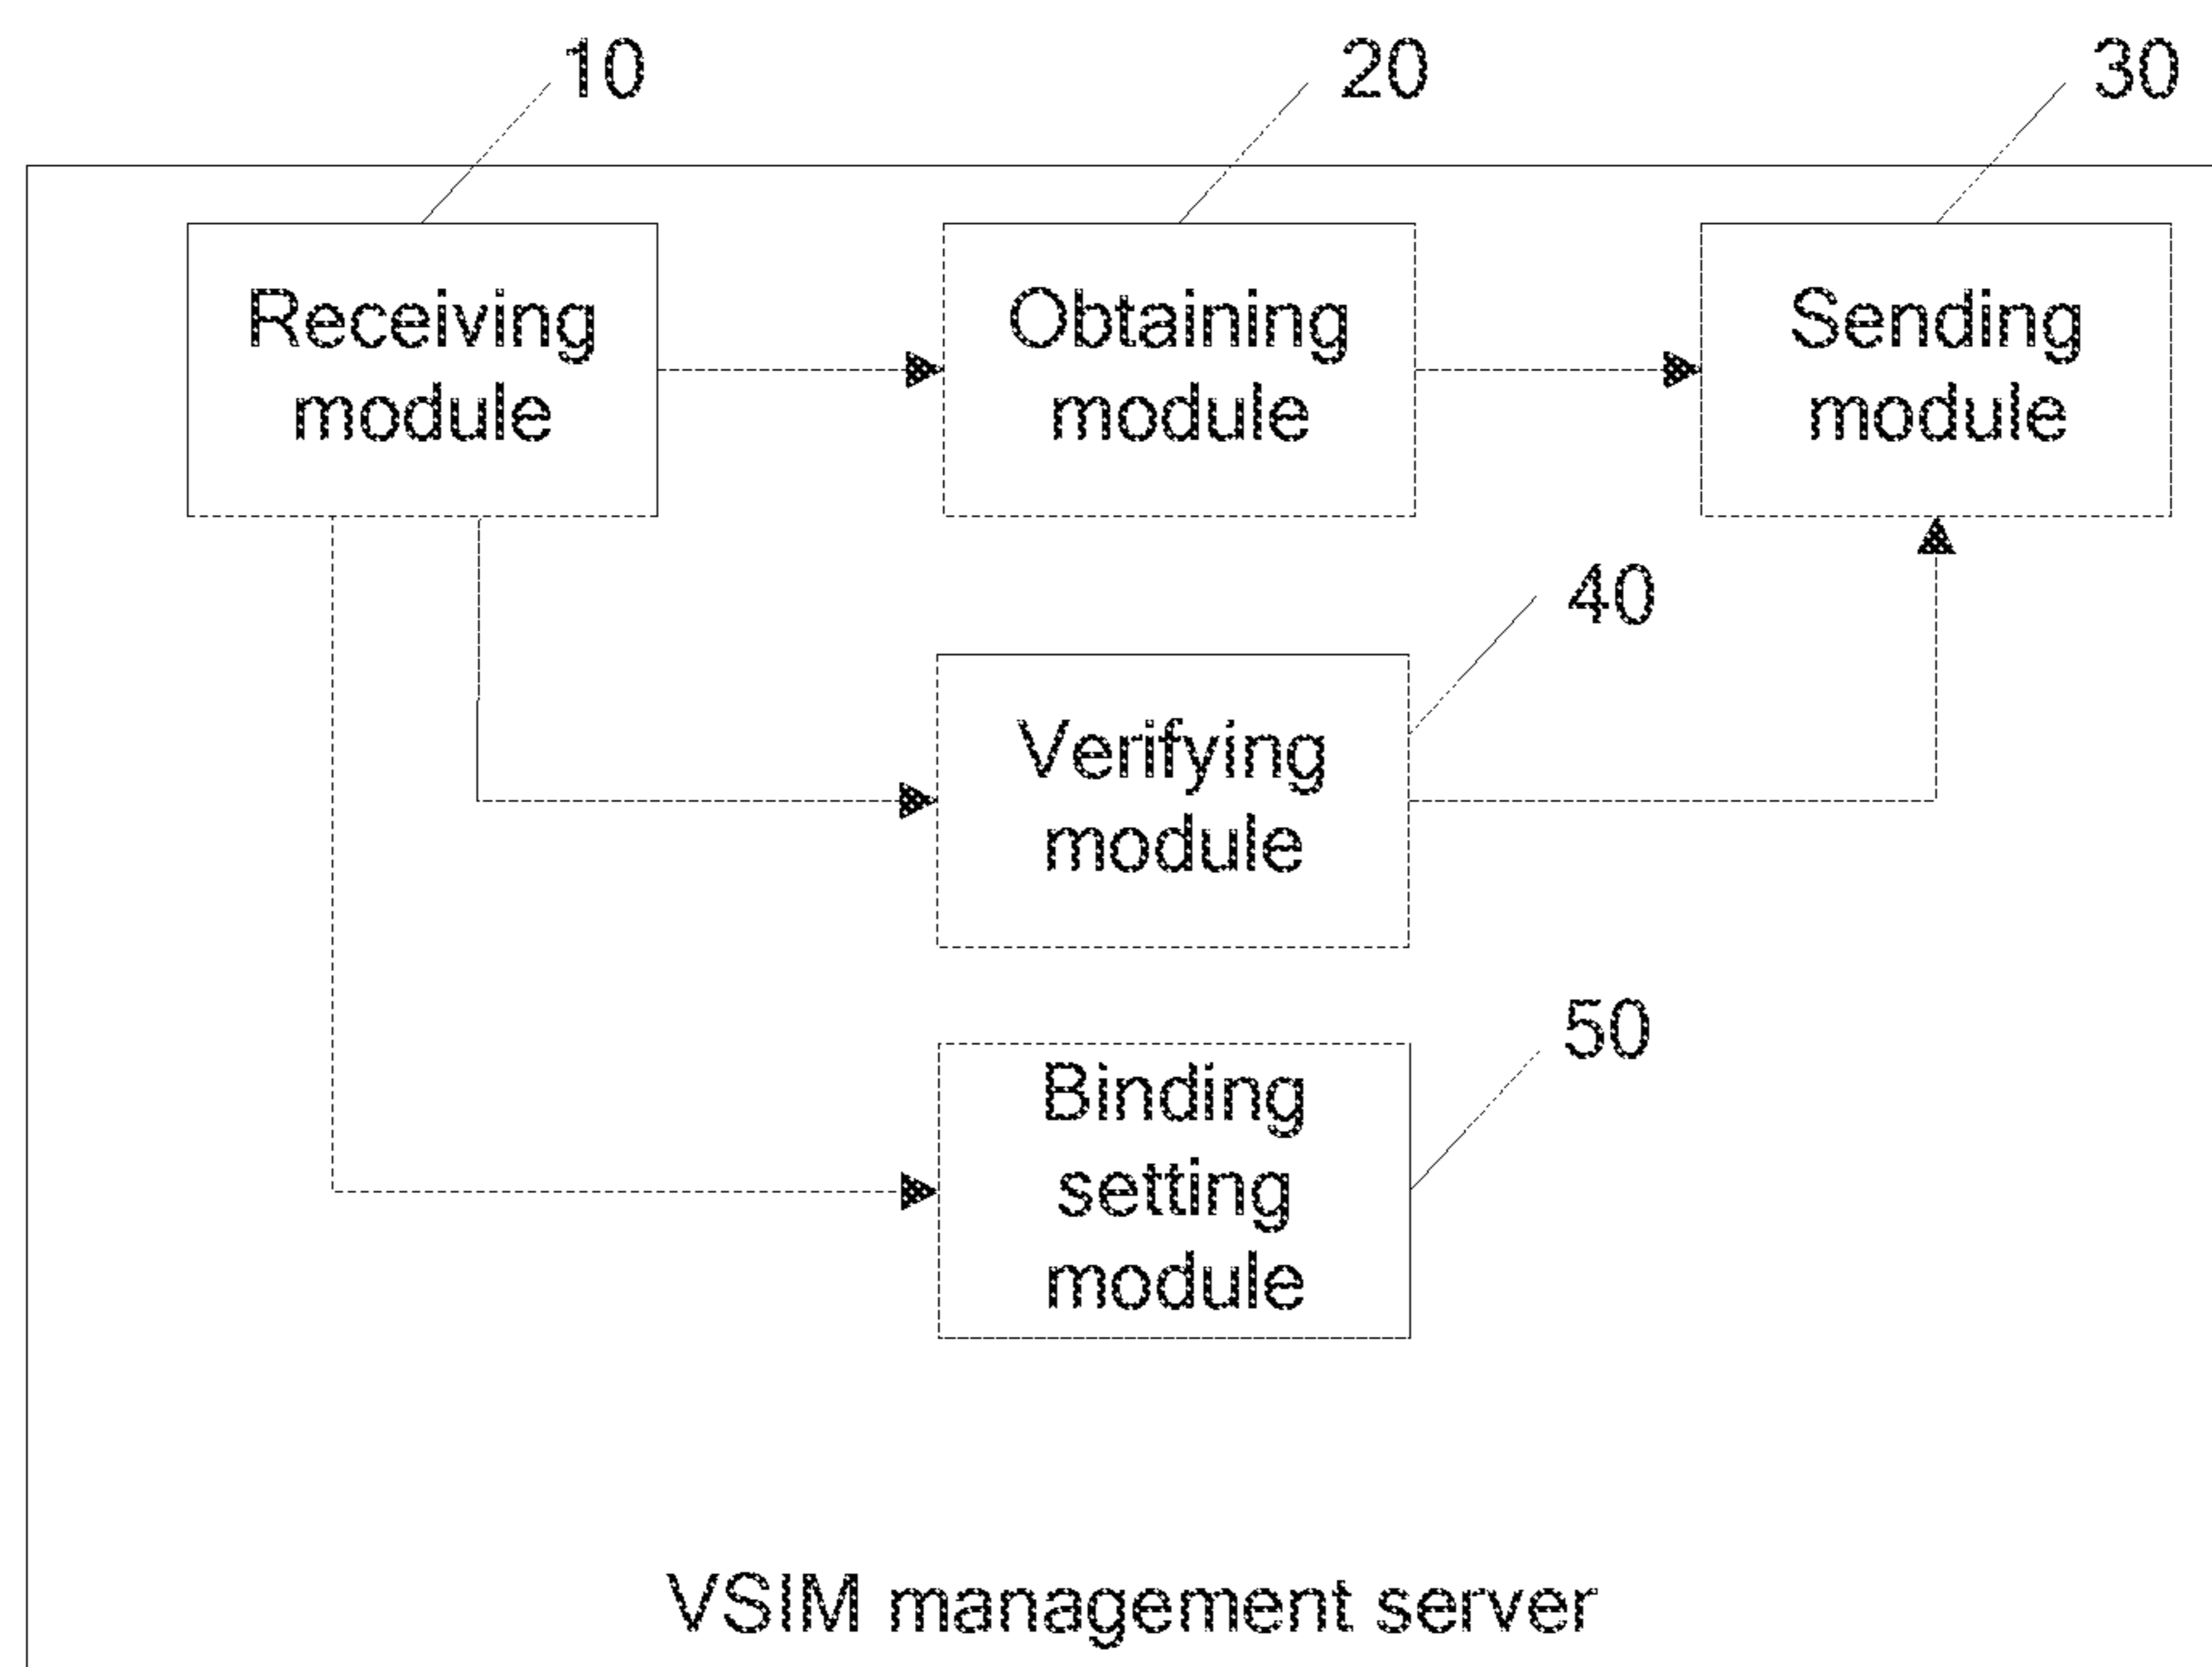 10
20
30
Receiving
module
Obtaining
module
Sending
module
40
Verifying
module
50
Binding
setting
module
VSIM management server